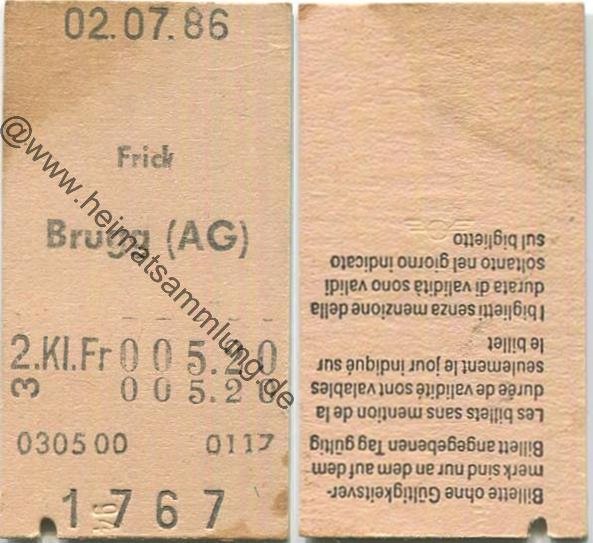 02.07.86
Frick
Brugg (AG)
2.Kl.Fr 005.20
3 005.20
030500 0117
1767
@www.heimatsammlung.de
Billette ohne Gültigkeitsver-
merk sind nur an dem auf dem
Billett angegebenen Tag gültig
Les billets sans mention de la
durée de validité sont valables
seulement le jour indiqué sur
le billet
I biglietti senza menzione della
durata di validità sono validi
soltanto nel giorno indicato
sul biglietto